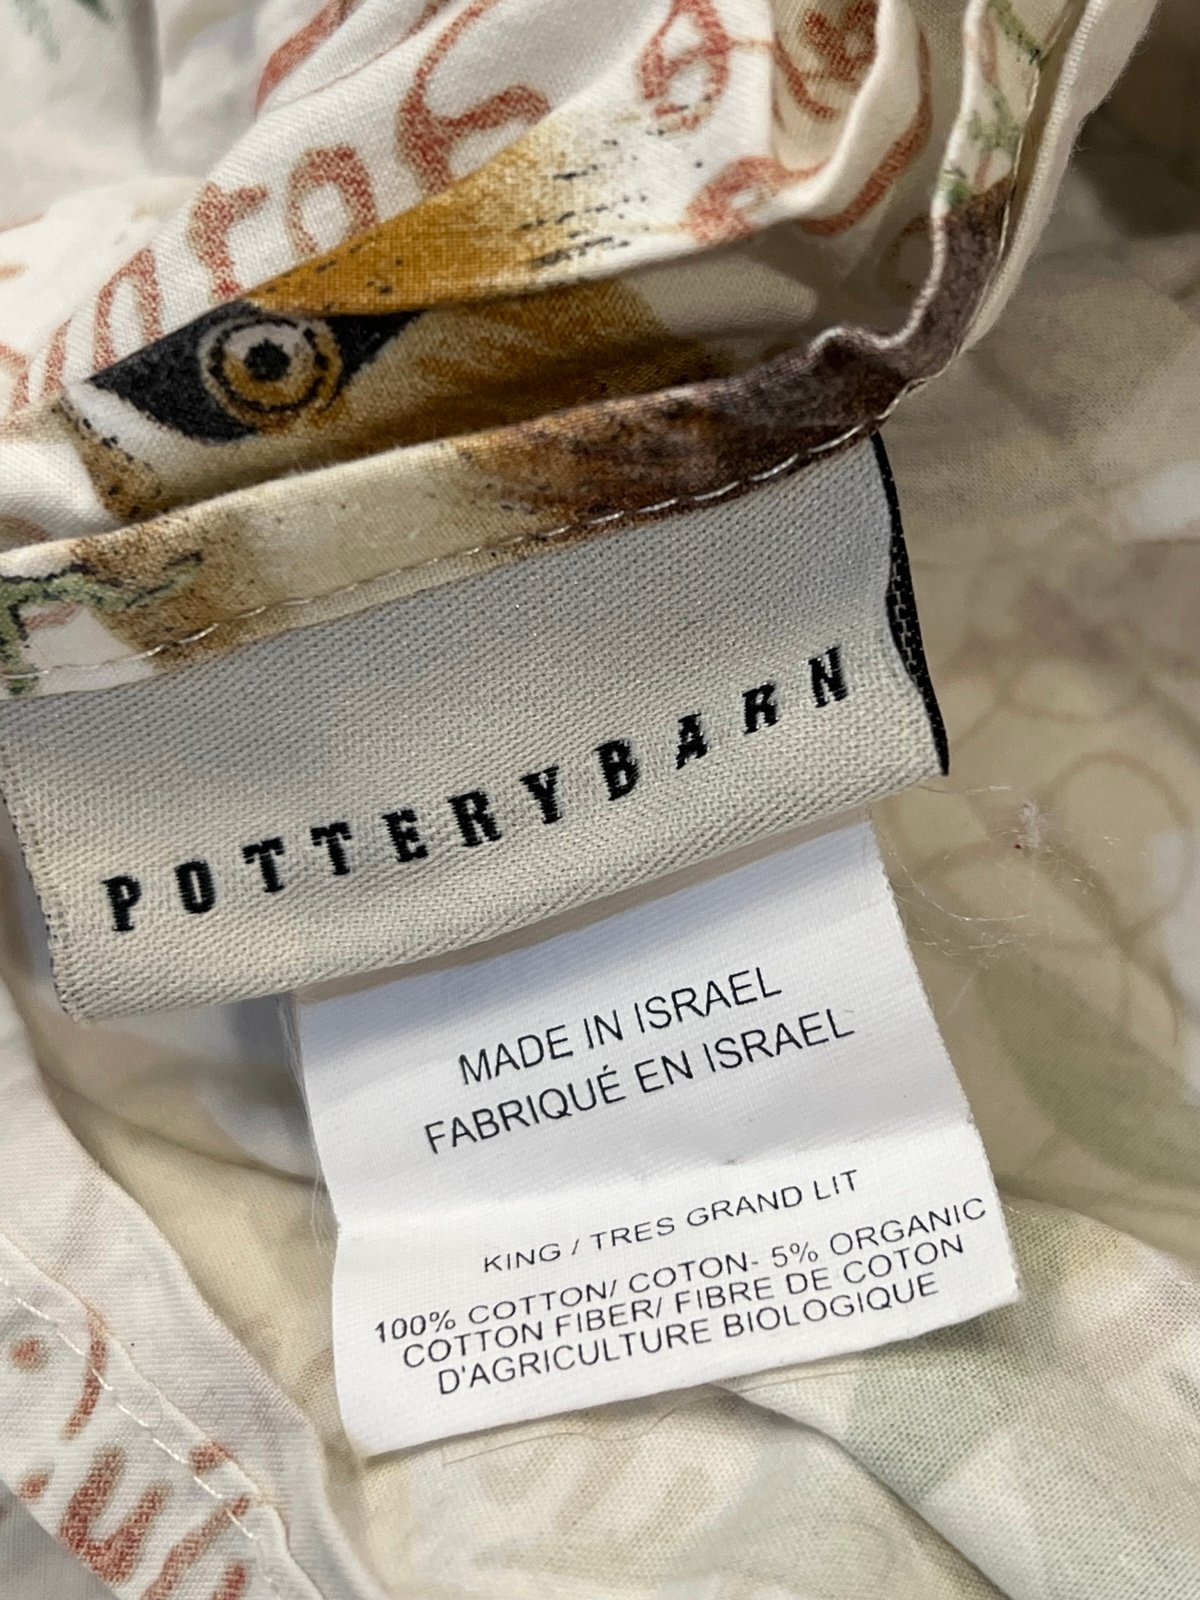 POTTERYBARN
MADE IN ISRAEL
FABRIQUÉ EN ISRAEL
KING / TRES GRAND LIT
100% COTTON/ COTON- 5% ORGANIC
COTTON FIBER/ FIBRE DE COTON
D'AGRICULTURE BIOLOGIQUE